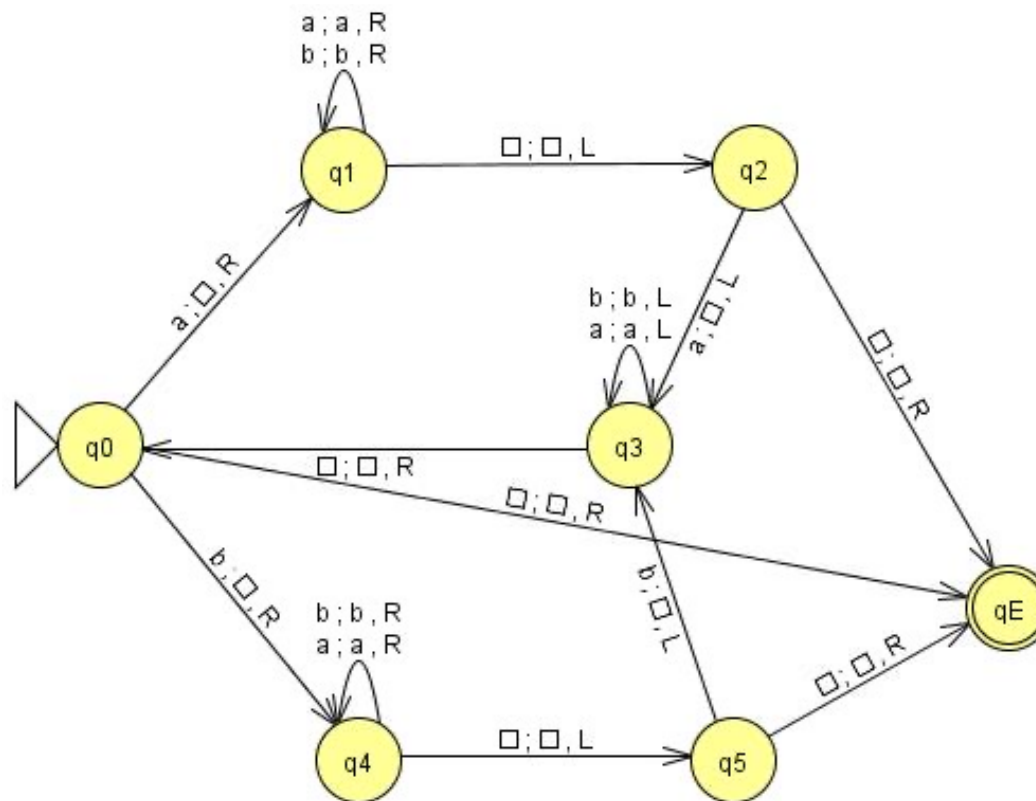 a ; a , R
b ; b , R
q1
□ ; □ , L
q2
a ; □ , R
b ; b , L
a ; a , L
a ; □ , L
□ ; □ , R
q0
q3
□ ; □ , R
□ ; □ , R
b ; □ , R
b ; □ , L
qE
b ; b , R
a ; a , R
□ ; □ , R
q4
□ ; □ , L
q5